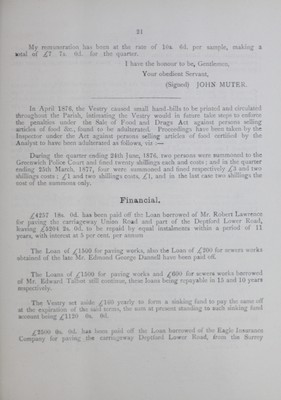 21
My remuneration has been at the rate of 10s. 6d. per sample, making a
total of £7 7s. 0d. for the quarter.
I have the honour to be, Gentlemen,
Your obedient Servant,
(Signed) JOHN MUTER.
In April 1876, the Vestry caused small hand-bills to be printed and circulated
throughout the Parish, intimating the Vestry would in future take steps to enforce
the penalties under the Sale of Food and Drugs Act against persons selling
articles of food &c., found to be adulterated. Proceedings have been taken by the
Inspector under the Act against persons selling articles of food certified by the
Analyst to have been adulterated as follows, viz :—
During the quarter ending 24th June, 1876, two persons were summoned to the
Greenwich Police Court and fined twenty shillings each and costs; and in the quarter
ending 25th March, 1877, four were summoned and fined respectively £3 and two
shillings costs; £1 and two shillings costs, £1, and in the last case two shillings the
cost of the summons only.
Financial.
£4257 18s. 0d. has been paid off the Loan borrowed of Mr. Robert Lawrence
for paving the carriageway Union Road and part of the Deptford Lower Road,
leaving £3204 2s. 0d. to be repaid by equal instalments within a period of 11
years, with interest at 5 per cent. per annum
The Loan of £1500 for paving works, also the Loan of £200 for sewers works
obtained of the late Mr. Edmund George Dunnell have been paid off.
The Loans of £1500 for paving works and £600 for sewers works borrowed
of Mr. Edward Tallent still continue, these loans being repayable in 15 and 10 years
respectively.
The Vestry set aside £160 yearly to form a sinking fund to pay the same off
at the expiration of the said terms, the sum at present standing to such sinking fund
account being £1120 0s. 0d.
£2500 0s. 0d. has been paid off the Loan borrowed of the Eagle Insurance
Company for paving the carriageway Deptford Lower Road, from the Surrey